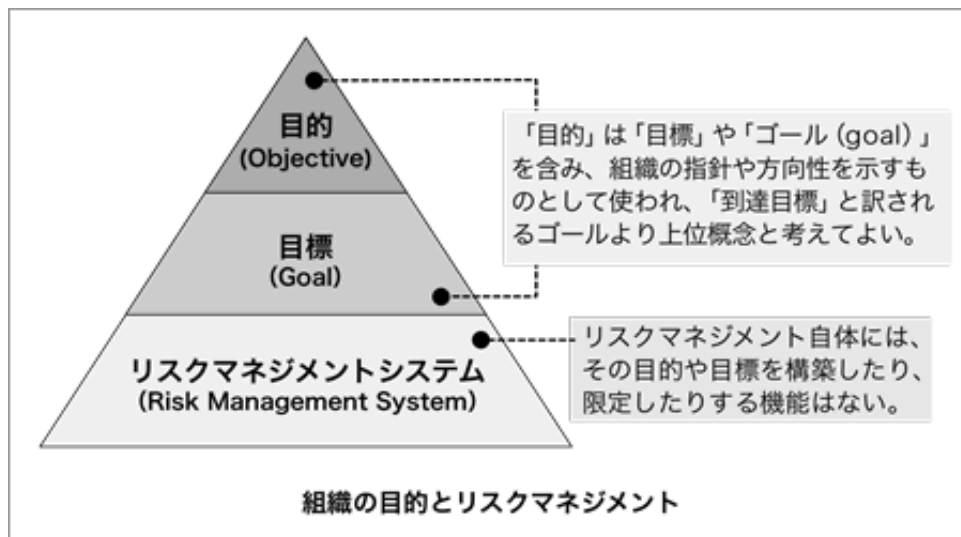 目的
(Objective)
「目的」は「目標」や「ゴール（goal）」
を含み、組織の指針や方向性を示すも
のとして使われ、「到達目標」と訳され
るゴールより上位概念と考えてよい。
目標
(Goal)
リスクマネジメントシステム
(Risk Management System)
リスクマネジメント自体には、
その目的や目標を構築したり、
限定したりする機能はない。
組織の目的とリスクマネジメント